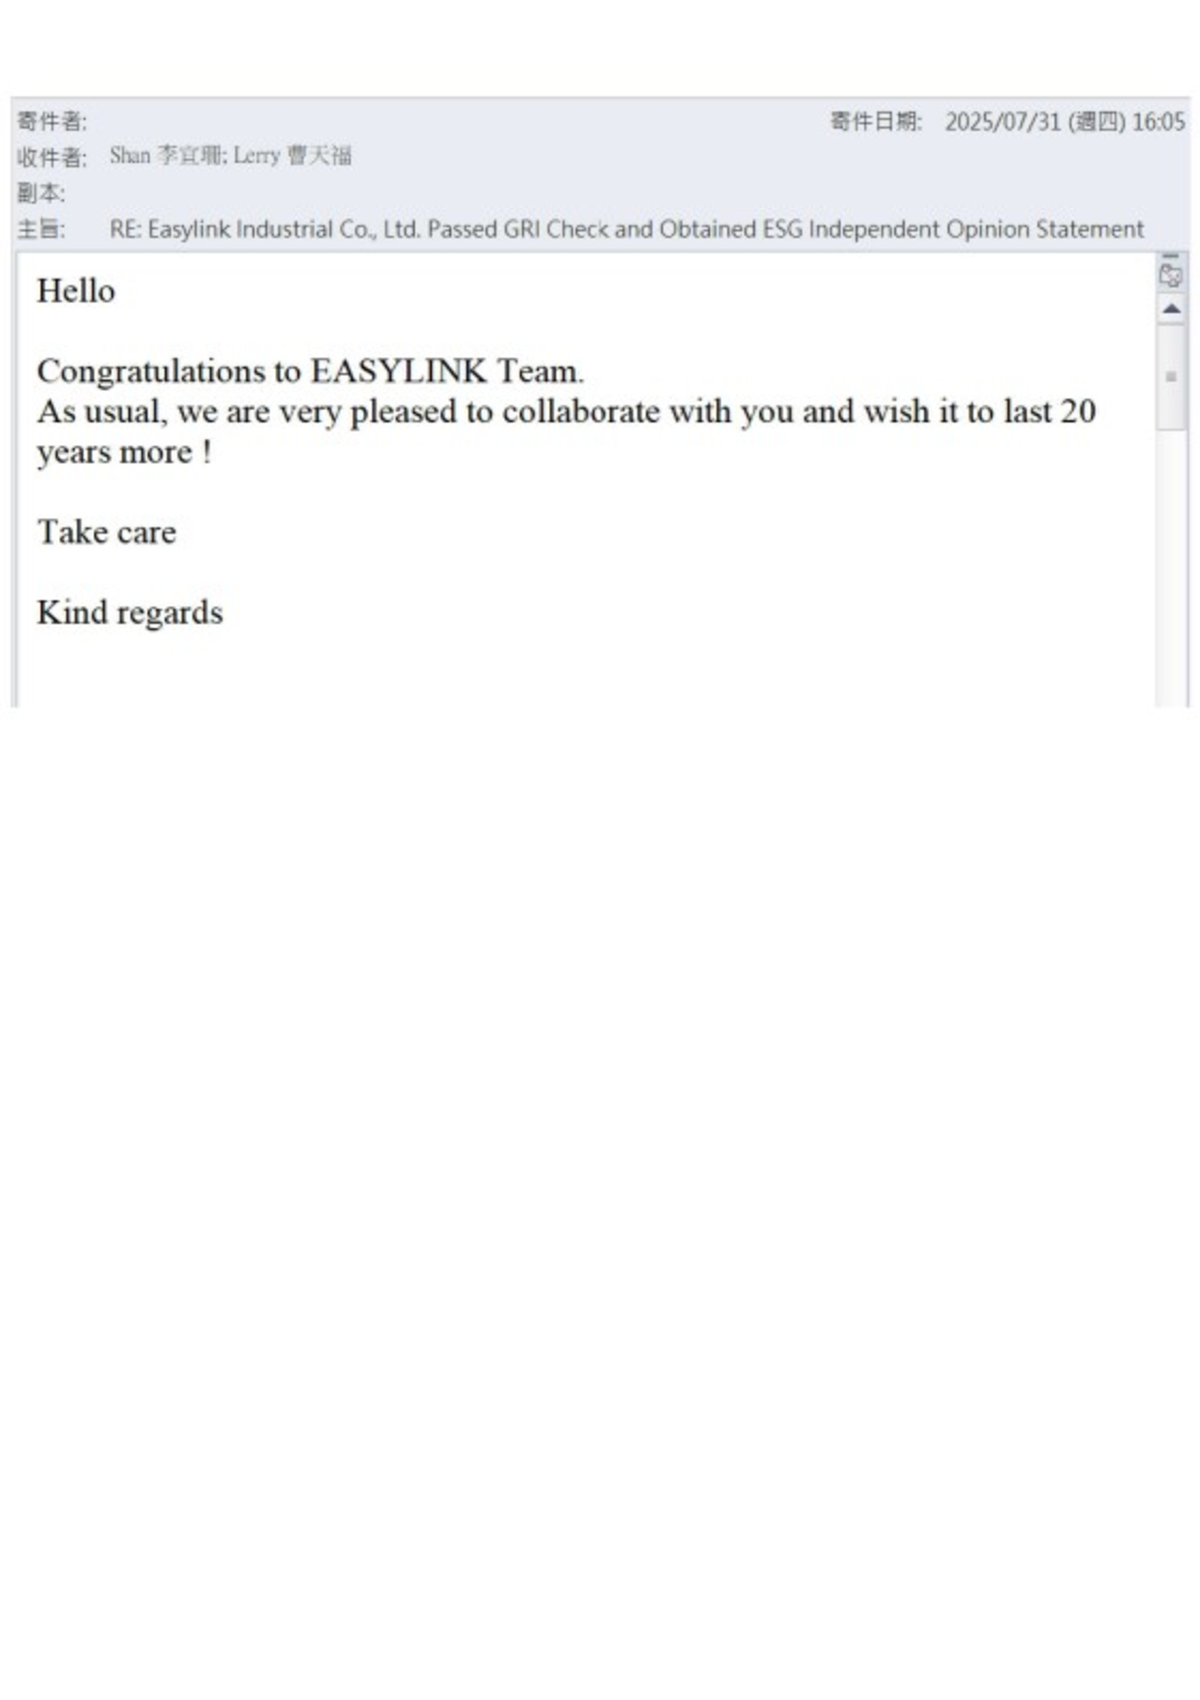 寄件者:
寄件日期: 2025/07/31 (週四) 16:05
收件者: Shan 李宜珊; Lerry 曹天福
副本:
主旨: RE: Easylink Industrial Co., Ltd. Passed GRI Check and Obtained ESG Independent Opinion Statement
Hello
Congratulations to EASYLINK Team.
As usual, we are very pleased to collaborate with you and wish it to last 20
years more !
Take care
Kind regards